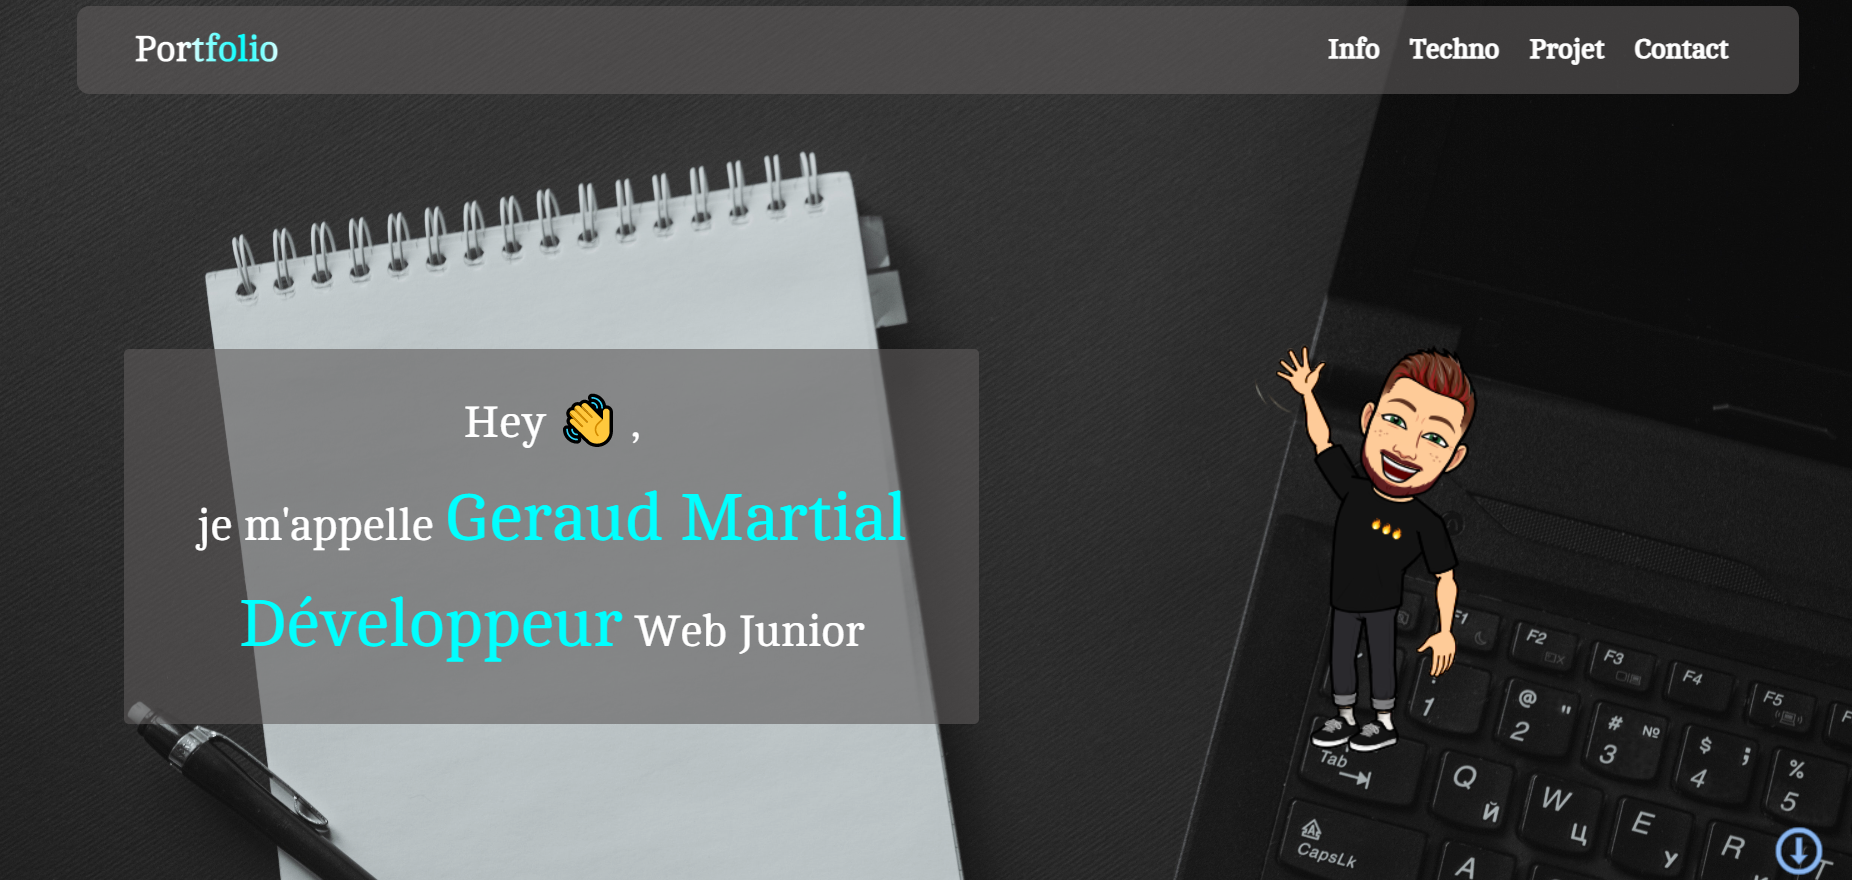 Portfolio
Info Techno Projet Contact
Hey 👋 ,
je m'appelle Geraud Martial
Développeur Web Junior
F1
F2
F3
F4
F5
! 1
@ " 2
# № 3
$ ; 4
% 5
Tab
Q Й
W Ц
E У
R К
T
CapsLk
A